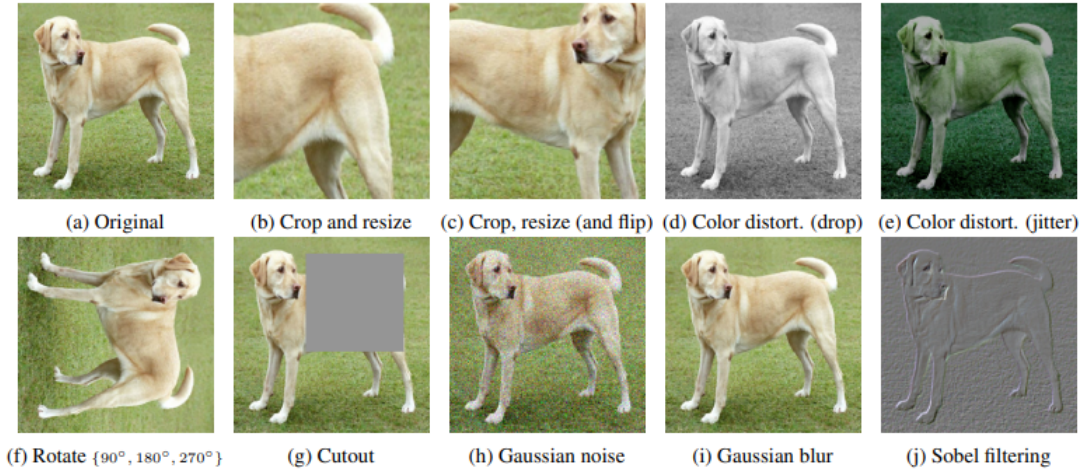 (a) Original (b) Crop and resize (c) Crop, resize (and flip) (d) Color distort. (drop) (e) Color distort. (jitter)
(f) Rotate {90°, 180°, 270°} (g) Cutout (h) Gaussian noise (i) Gaussian blur (j) Sobel filtering